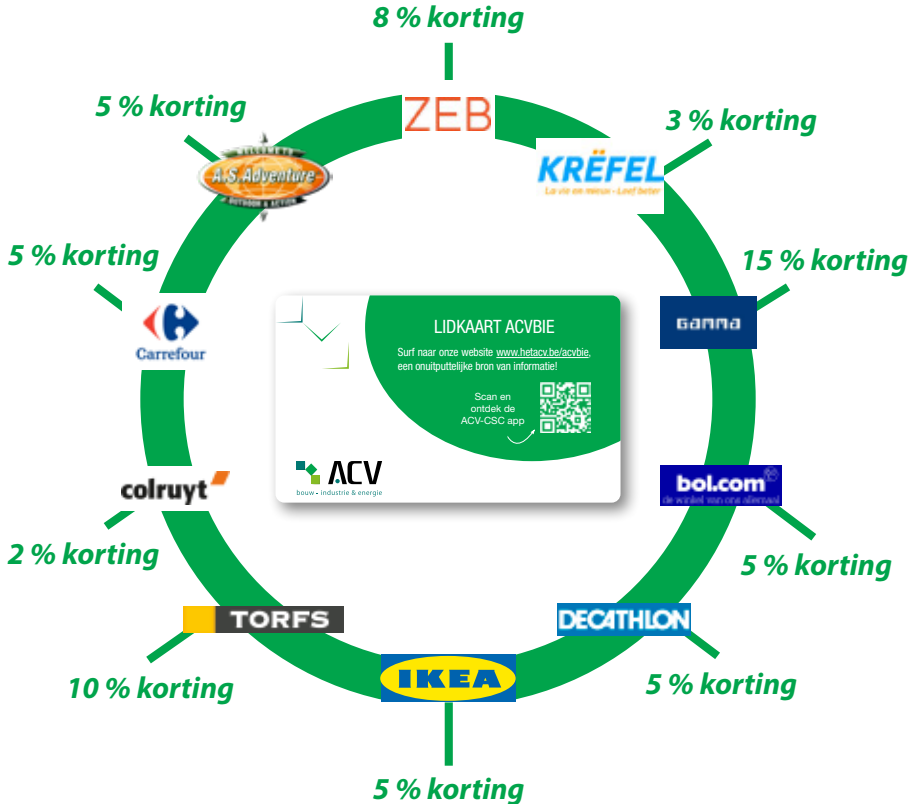 8 % korting
ZEB
5 % korting
A.S.Adventure
OUTDOOR & ACTION
3 % korting
KRËFEL
La vie en mieux - Leef beter
5 % korting
Carrefour
15 % korting
GAMMA
LIDKAART ACVBIE
Surf naar onze website www.hetacv.be/acvbie,
een onuitputtelijke bron van informatie!
Scan en
ontdek de
ACV-CSC app
ACV
bouw - industrie & energie
colruyt
2 % korting
bol.com
de winkel van ons allemaal
5 % korting
TORFS
10 % korting
DECATHLON
5 % korting
IKEA
5 % korting